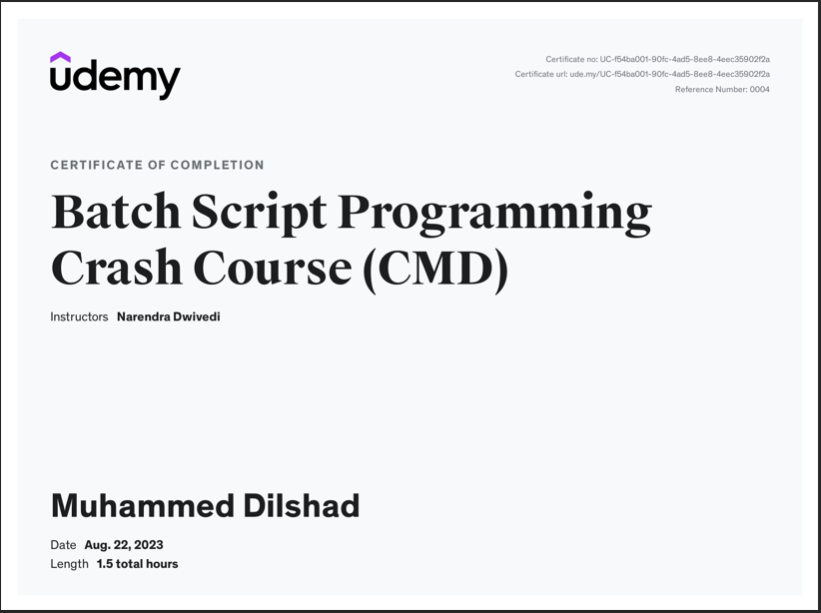 udemy
Certificate no: UC-f54ba001-90fc-4ad5-8ee8-4eec35902f2a
Certificate url: ude.my/UC-f54ba001-90fc-4ad5-8ee8-4eec35902f2a
Reference Number: 0004
CERTIFICATE OF COMPLETION
Batch Script Programming
Crash Course (CMD)
Instructors Narendra Dwivedi
Muhammed Dilshad
Date Aug. 22, 2023
Length 1.5 total hours